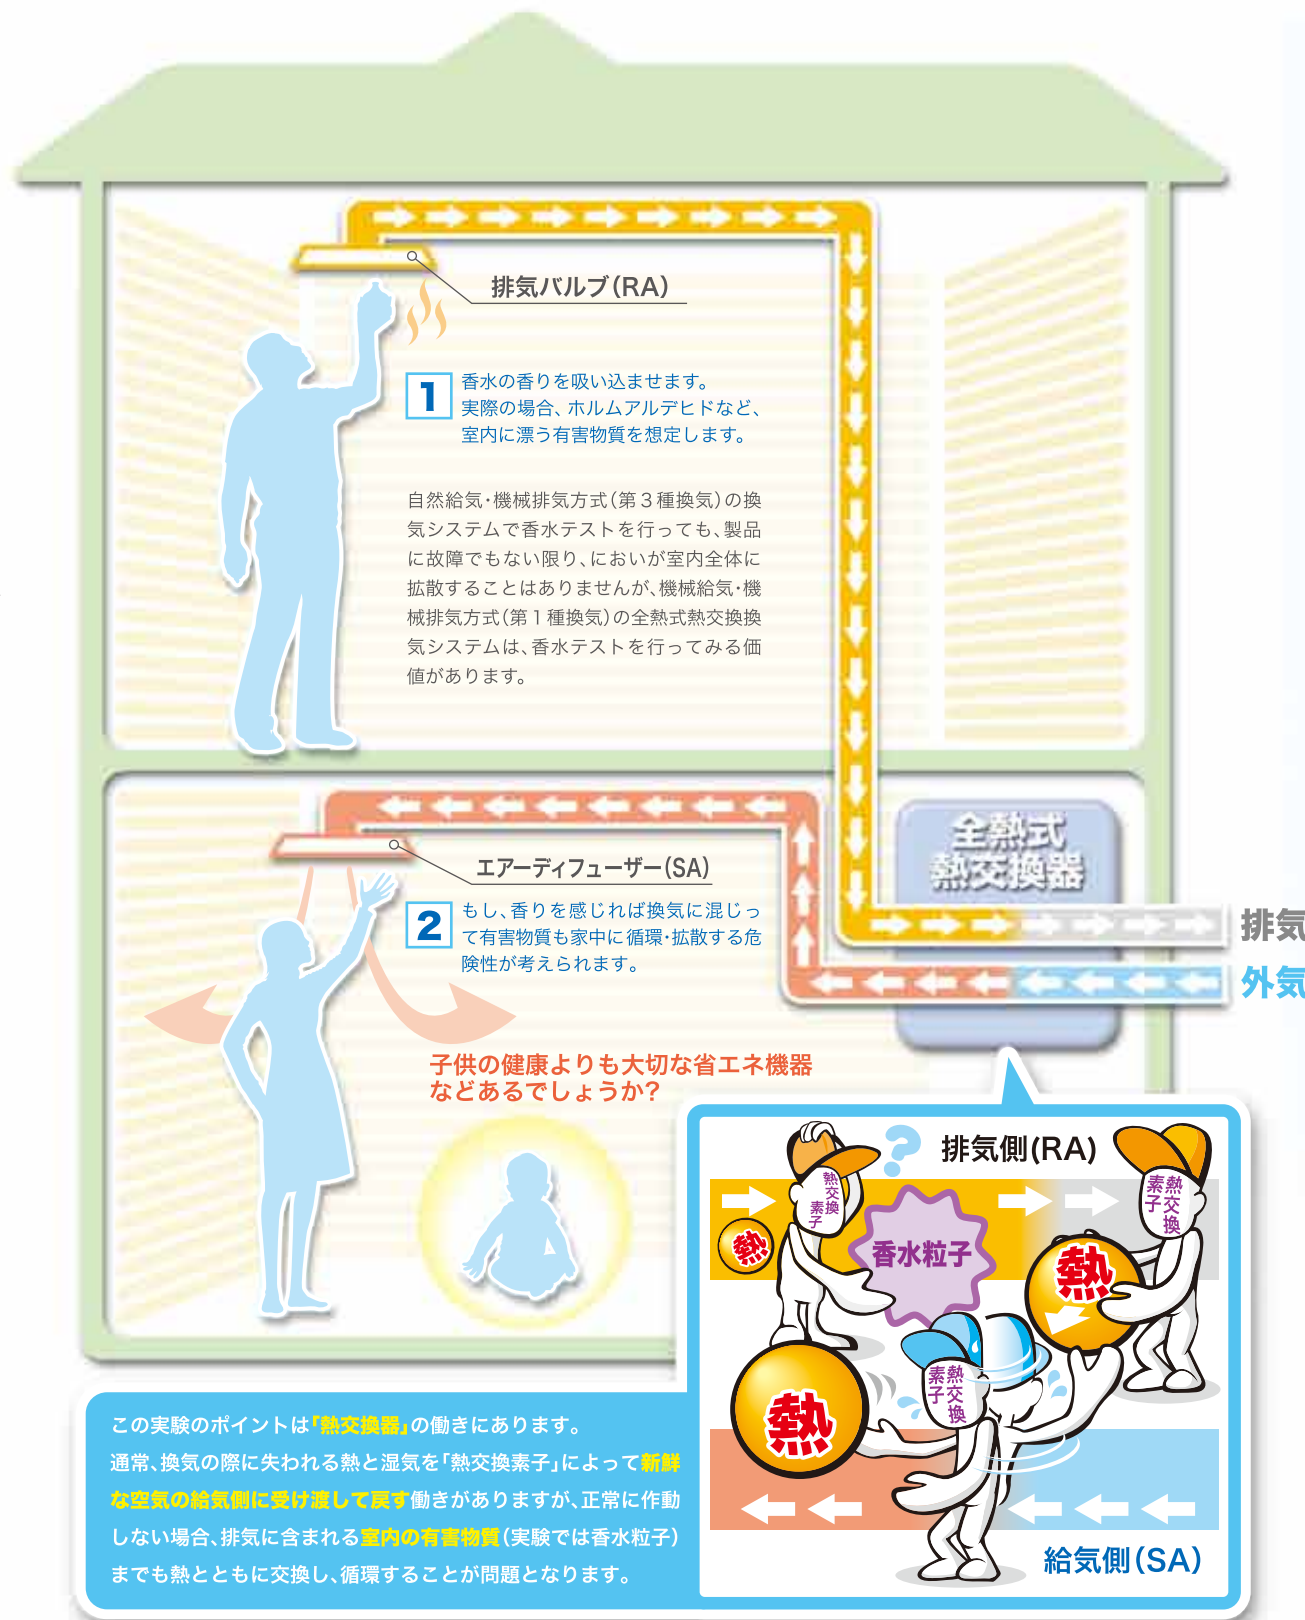 排気バルブ(RA)
1
香水の香りを吸い込ませます。
実際の場合、ホルムアルデヒドなど、
室内に漂う有害物質を想定します。
自然給気・機械排気方式(第3種換気)の換
気システムで香水テストを行っても、製品
に故障でもない限り、においが室内全体に
拡散することはありませんが、機械給気・機
械排気方式(第1種換気)の全熱式熱交換換
気システムは、香水テストを行ってみる価
値があります。
全熱式
熱交換器
エアーディフューザー(SA)
2
もし、香りを感じれば換気に混じっ
て有害物質も家中に循環・拡散する危
険性が考えられます。
排気
外気
子供の健康よりも大切な省エネ機器
などあるでしょうか?
?
排気側(RA)
熱交換
素子
熱交換
素子
熱
香水粒子
熱
熱交換
素子
熱
給気側(SA)
この実験のポイントは「熱交換器」の働きにあります。
通常、換気の際に失われる熱と湿気を「熱交換素子」によって新鮮
な空気の給気側に受け渡して戻す働きがありますが、正常に作動
しない場合、排気に含まれる室内の有害物質(実験では香水粒子)
までも熱とともに交換し、循環することが問題となります。